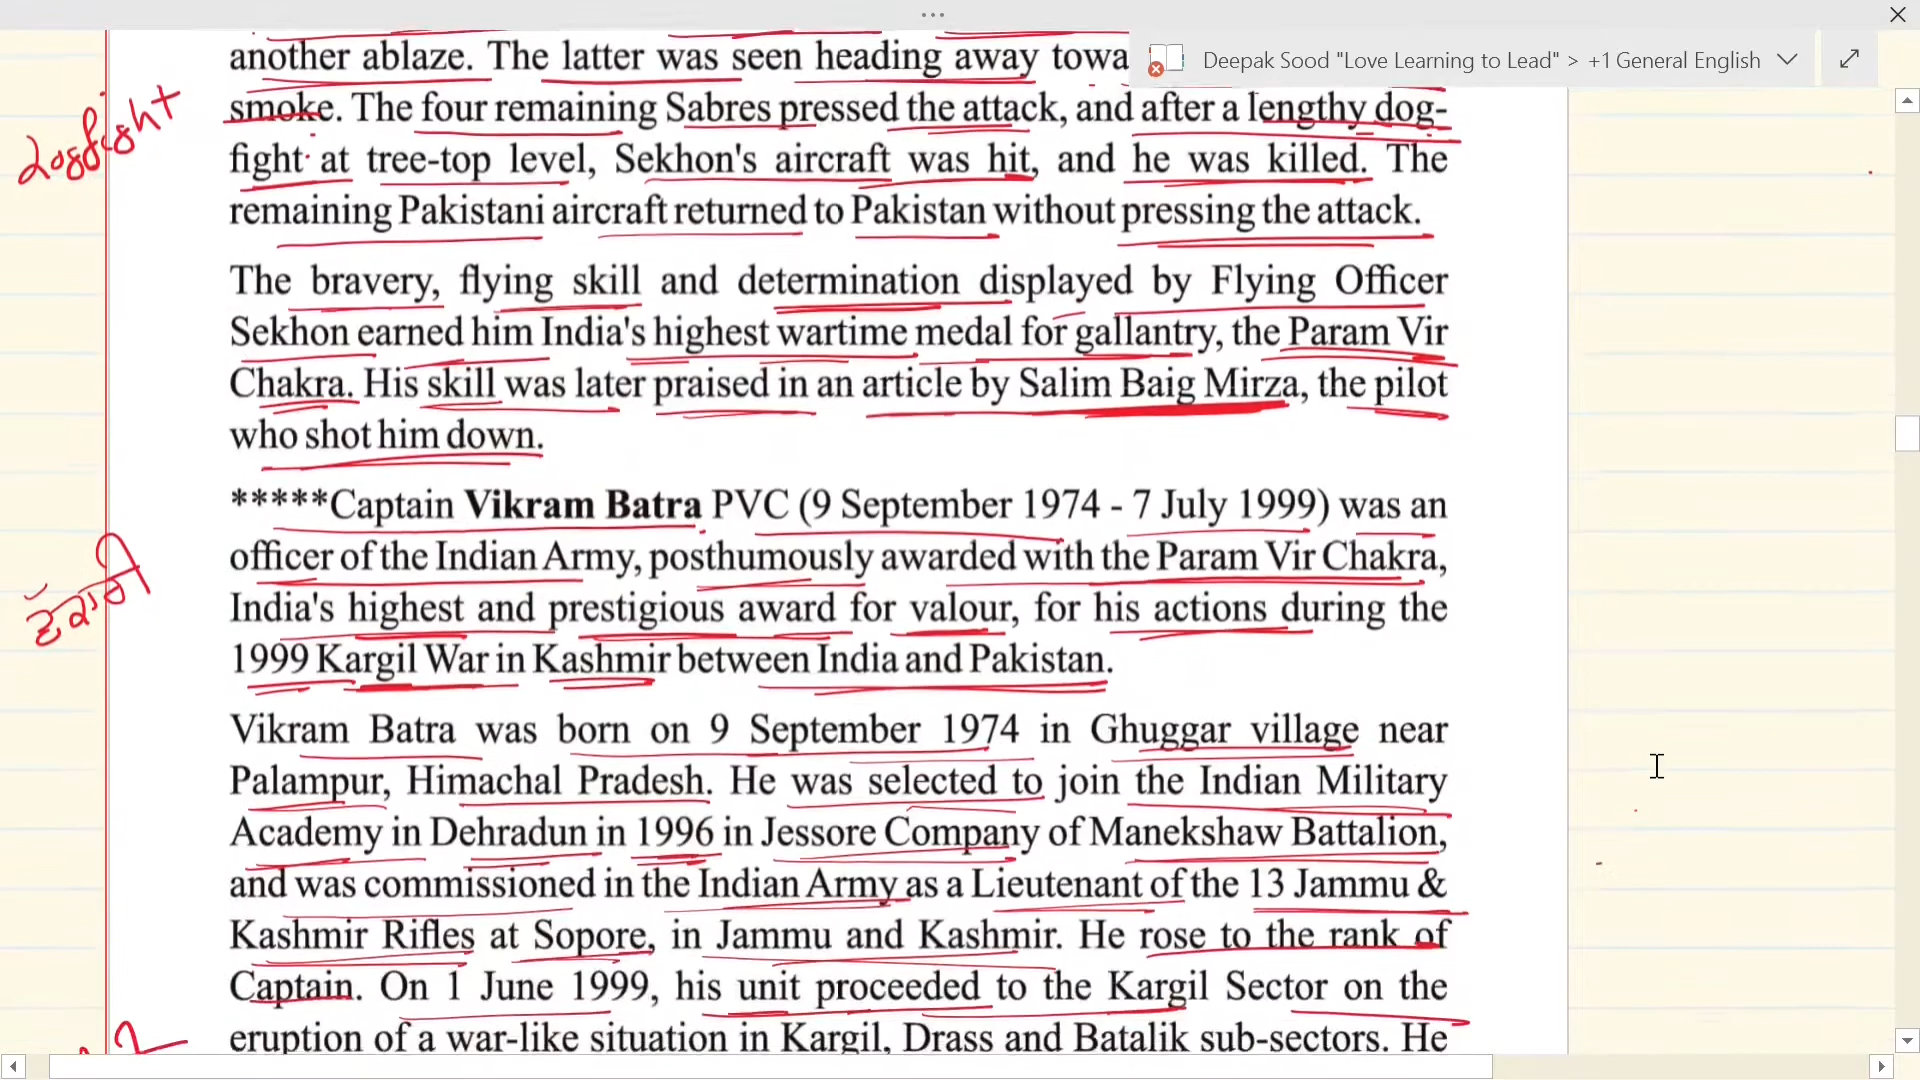 Deepak Sood "Love Learning to Lead" > +1 General English
another ablaze. The latter was seen heading away
smoke. The four remaining Sabres pressed the attack, and after a lengthy dog-
dogfight
fight at tree-top level, Sekhon's aircraft was hit, and he was killed. The
remaining Pakistani aircraft returned to Pakistan without pressing the attack.
The bravery, flying skill and determination displayed by Flying Officer
Sekhon earned him India's highest wartime medal for gallantry, the Param Vir
Chakra. His skill was later praised in an article by Salim Baig Mirza, the pilot
who shot him down.
*****Captain Vikram Batra PVC (9 September 1974 - 7 July 1999) was an
officer of the Indian Army, posthumously awarded with the Param Vir Chakra,
India's highest and prestigious award for valour, for his actions during the
1999 Kargil War in Kashmir between India and Pakistan.
Vikram Batra was born on 9 September 1974 in Ghuggar village near
Palampur, Himachal Pradesh. He was selected to join the Indian Military
Academy in Dehradun in 1996 in Jessore Company of Manekshaw Battalion,
and was commissioned in the Indian Army as a Lieutenant of the 13 Jammu &
Kashmir Rifles at Sopore, in Jammu and Kashmir. He rose to the rank of
Captain. On 1 June 1999, his unit proceeded to the Kargil Sector on the
eruption of a war-like situation in Kargil, Drass and Batalik sub-sectors. He